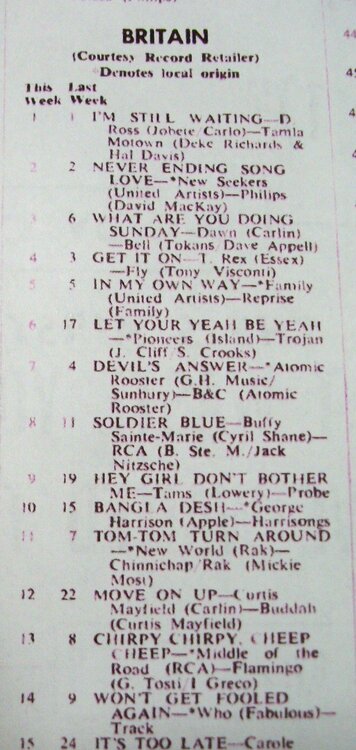 BRITAIN
(Courtesy Record Retailer)
*Denotes local origin
This Last
Week Week
1 1 I'M STILL WAITING—D.
Ross (Jobete/Carlo)—Tamla
Motown (Deke Richards &
Hal Davis)
2 2 NEVER ENDING SONG
LOVE—*New Seekers
(United Artists)—Philips
(David MacKay)
3 6 WHAT ARE YOU DOING
SUNDAY—Dawn (Carlin)
—Bell (Tokans/Dave Appell)
4 3 GET IT ON—T. Rex (Essex)
—Fly (Tony Visconti)
5 5 IN MY OWN WAY—*Family
(United Artists)—Reprise
(Family)
6 17 LET YOUR YEAH BE YEAH
—*Pioneers (Island)—Trojan
(J. Cliff/S. Crooks)
7 4 DEVIL'S ANSWER—*Atomic
Rooster (G.H. Music/
Sunbury)—B&C (Atomic
Rooster)
8 11 SOLDIER BLUE—Buffy
Sainte-Marie (Cyril Shane)—
RCA (B. Ste. M./Jack
Nitzsche)
9 19 HEY GIRL DON'T BOTHER
ME—Tams (Lowery)—Probe
10 15 BANGLA DESH—*George
Harrison (Apple)—Harrisongs
11 7 TOM-TOM TURN AROUND
—*New World (Rak)—
Chinnichap/Rak (Mickie
Most)
12 22 MOVE ON UP—Curtis
Mayfield (Carlin)—Buddah
(Curtis Mayfield)
13 8 CHIRPY CHIRPY, CHEEP
CHEEP—*Middle of the
Road (RCA)—Flamingo
(G. Tosti/I Greco)
14 9 WON'T GET FOOLED
AGAIN—*Who (Fabulous)—
Track
15 24 IT'S TOO LATE—Carole